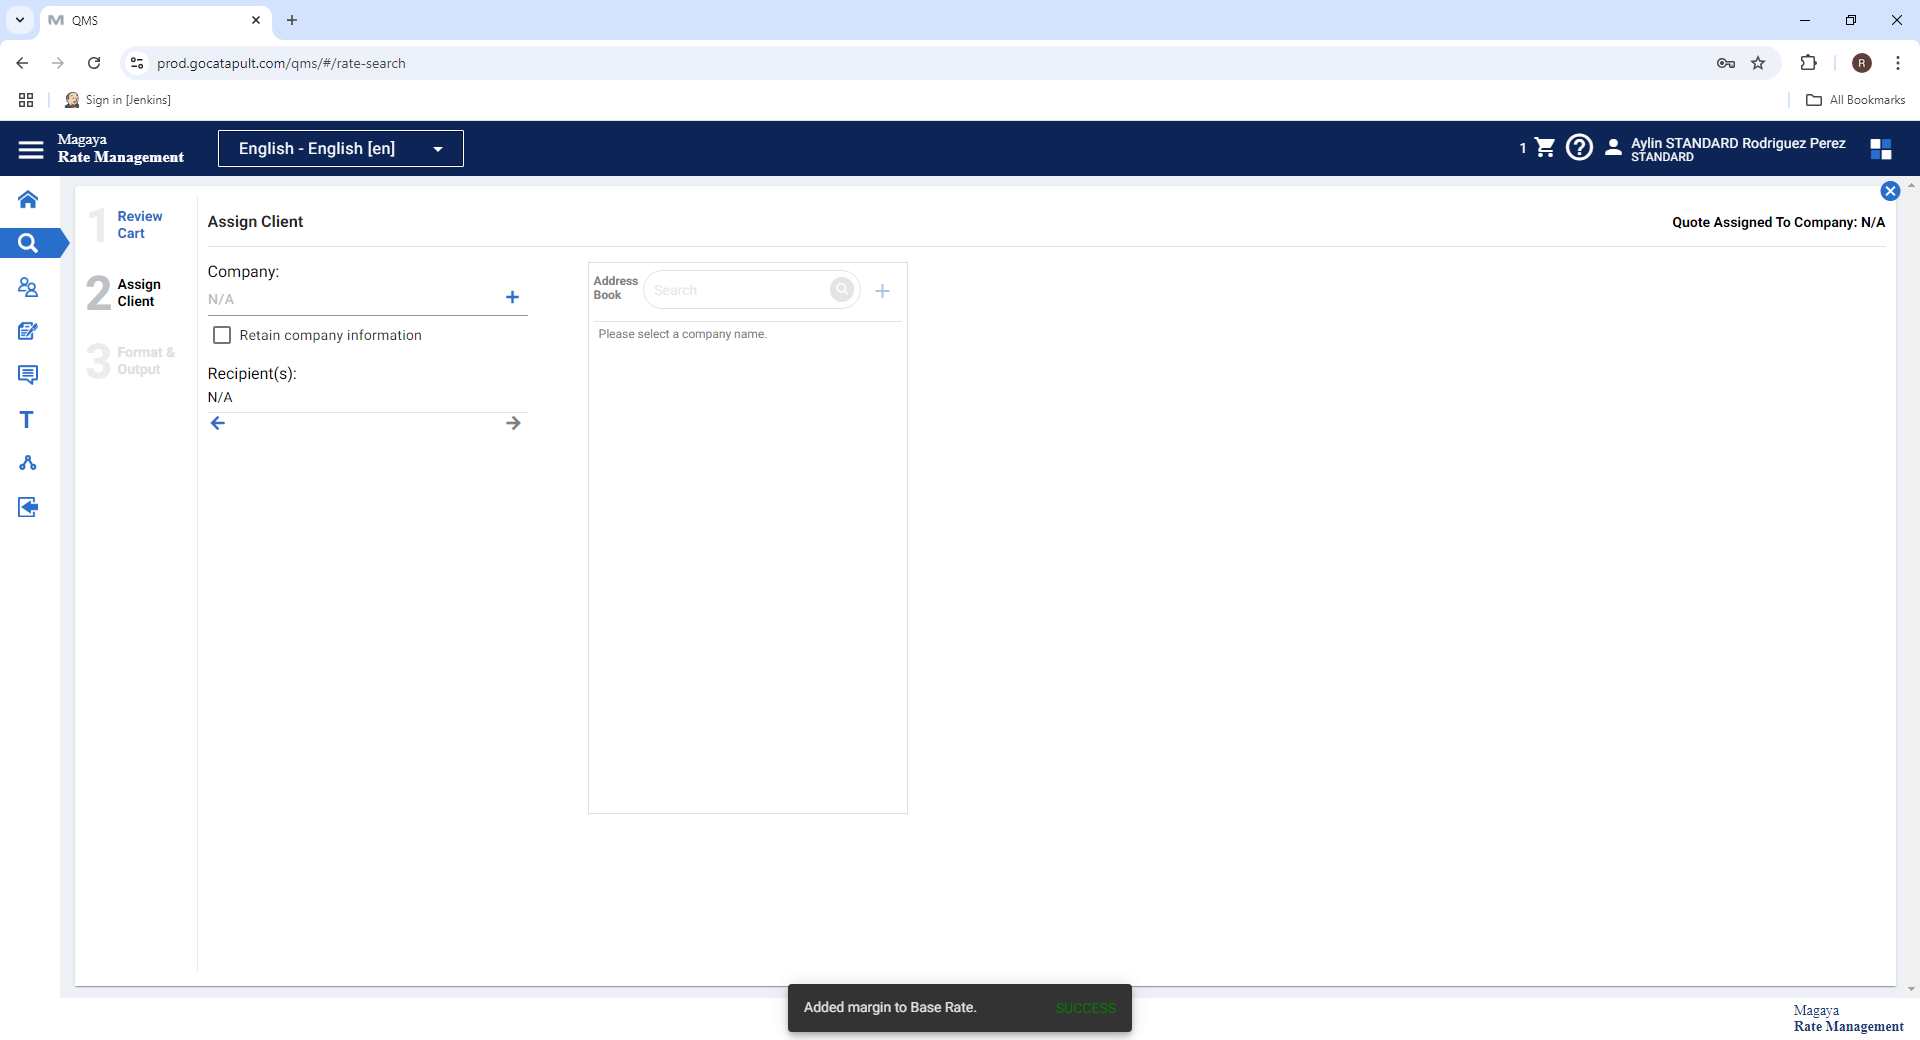 QMS
prod.gocatapult.com/qms/#/rate-search
R
Sign in [Jenkins]
All Bookmarks
Magaya
Rate Management
English - English [en]
1
Aylin STANDARD Rodriguez Perez
STANDARD
1 Review
Cart
2 Assign
Client
3 Format &
Output
Assign Client
Quote Assigned To Company: N/A
Company:
N/A
Retain company information
Recipient(s):
N/A
Address
Book
Search
Please select a company name.
Added margin to Base Rate. SUCCESS
Magaya
Rate Management